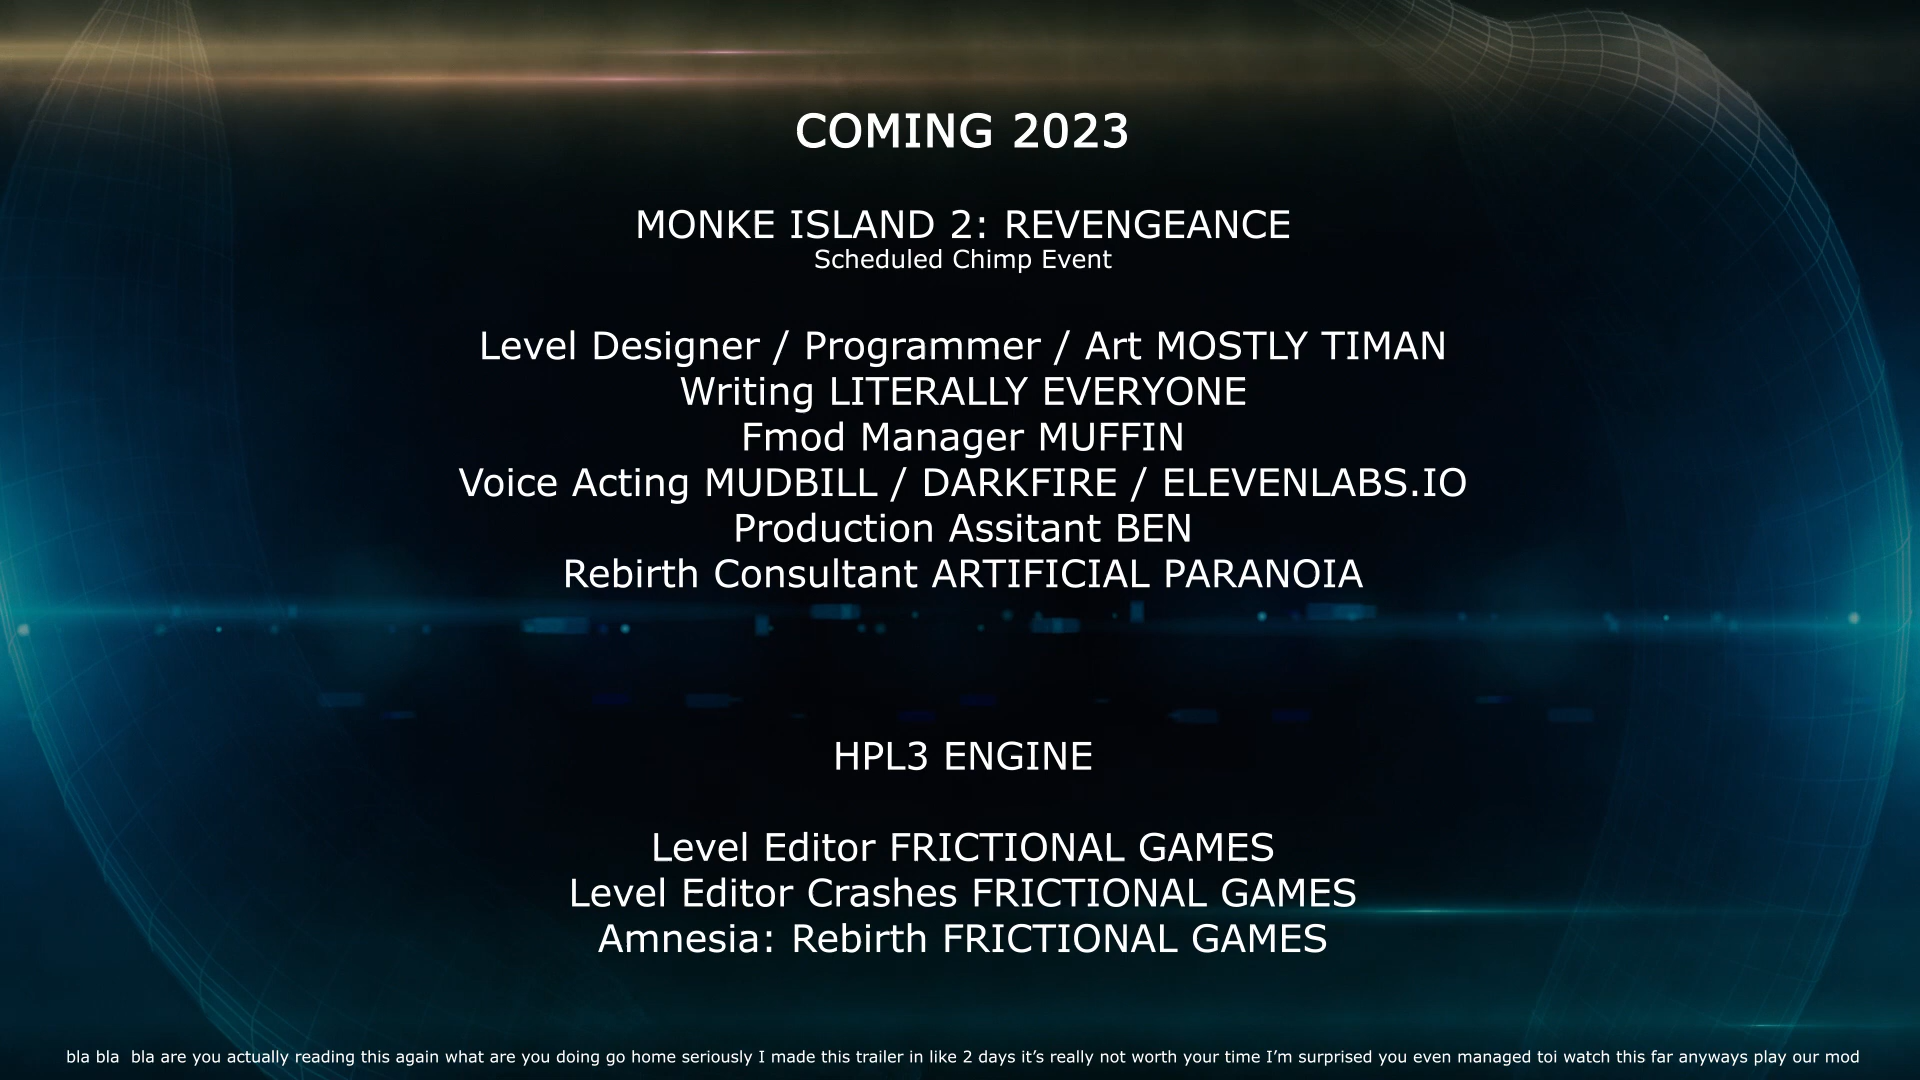 COMING 2023
MONKE ISLAND 2: REVENGEANCE
Scheduled Chimp Event
Level Designer / Programmer / Art MOSTLY TIMAN
Writing LITERALLY EVERYONE
Fmod Manager MUFFIN
Voice Acting MUDBILL / DARKFIRE / ELEVENLABS.IO
Production Assitant BEN
Rebirth Consultant ARTIFICIAL PARANOIA
HPL3 ENGINE
Level Editor FRICTIONAL GAMES
Level Editor Crashes FRICTIONAL GAMES
Amnesia: Rebirth FRICTIONAL GAMES
bla bla  bla are you actually reading this again what are you doing go home seriously I made this trailer in like 2 days it’s really not worth your time I’m surprised you even managed toi watch this far anyways play our mod